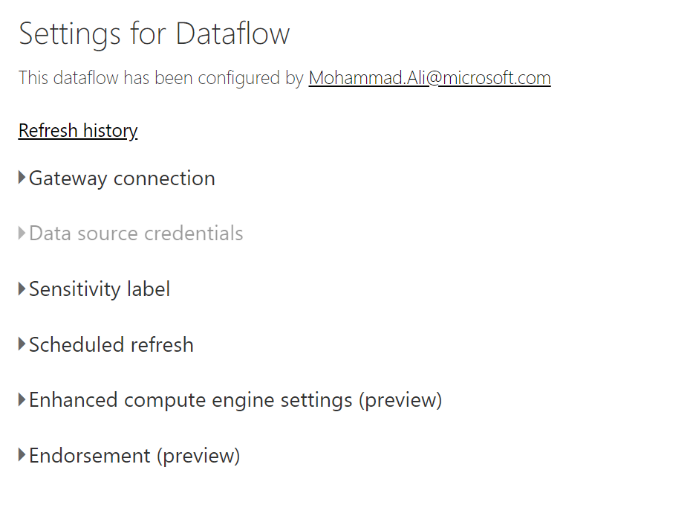 Settings for Dataflow
This dataflow has been configured by Mohammad.Ali@microsoft.com
Refresh history
Gateway connection
Data source credentials
Sensitivity label
Scheduled refresh
Enhanced compute engine settings (preview)
Endorsement (preview)